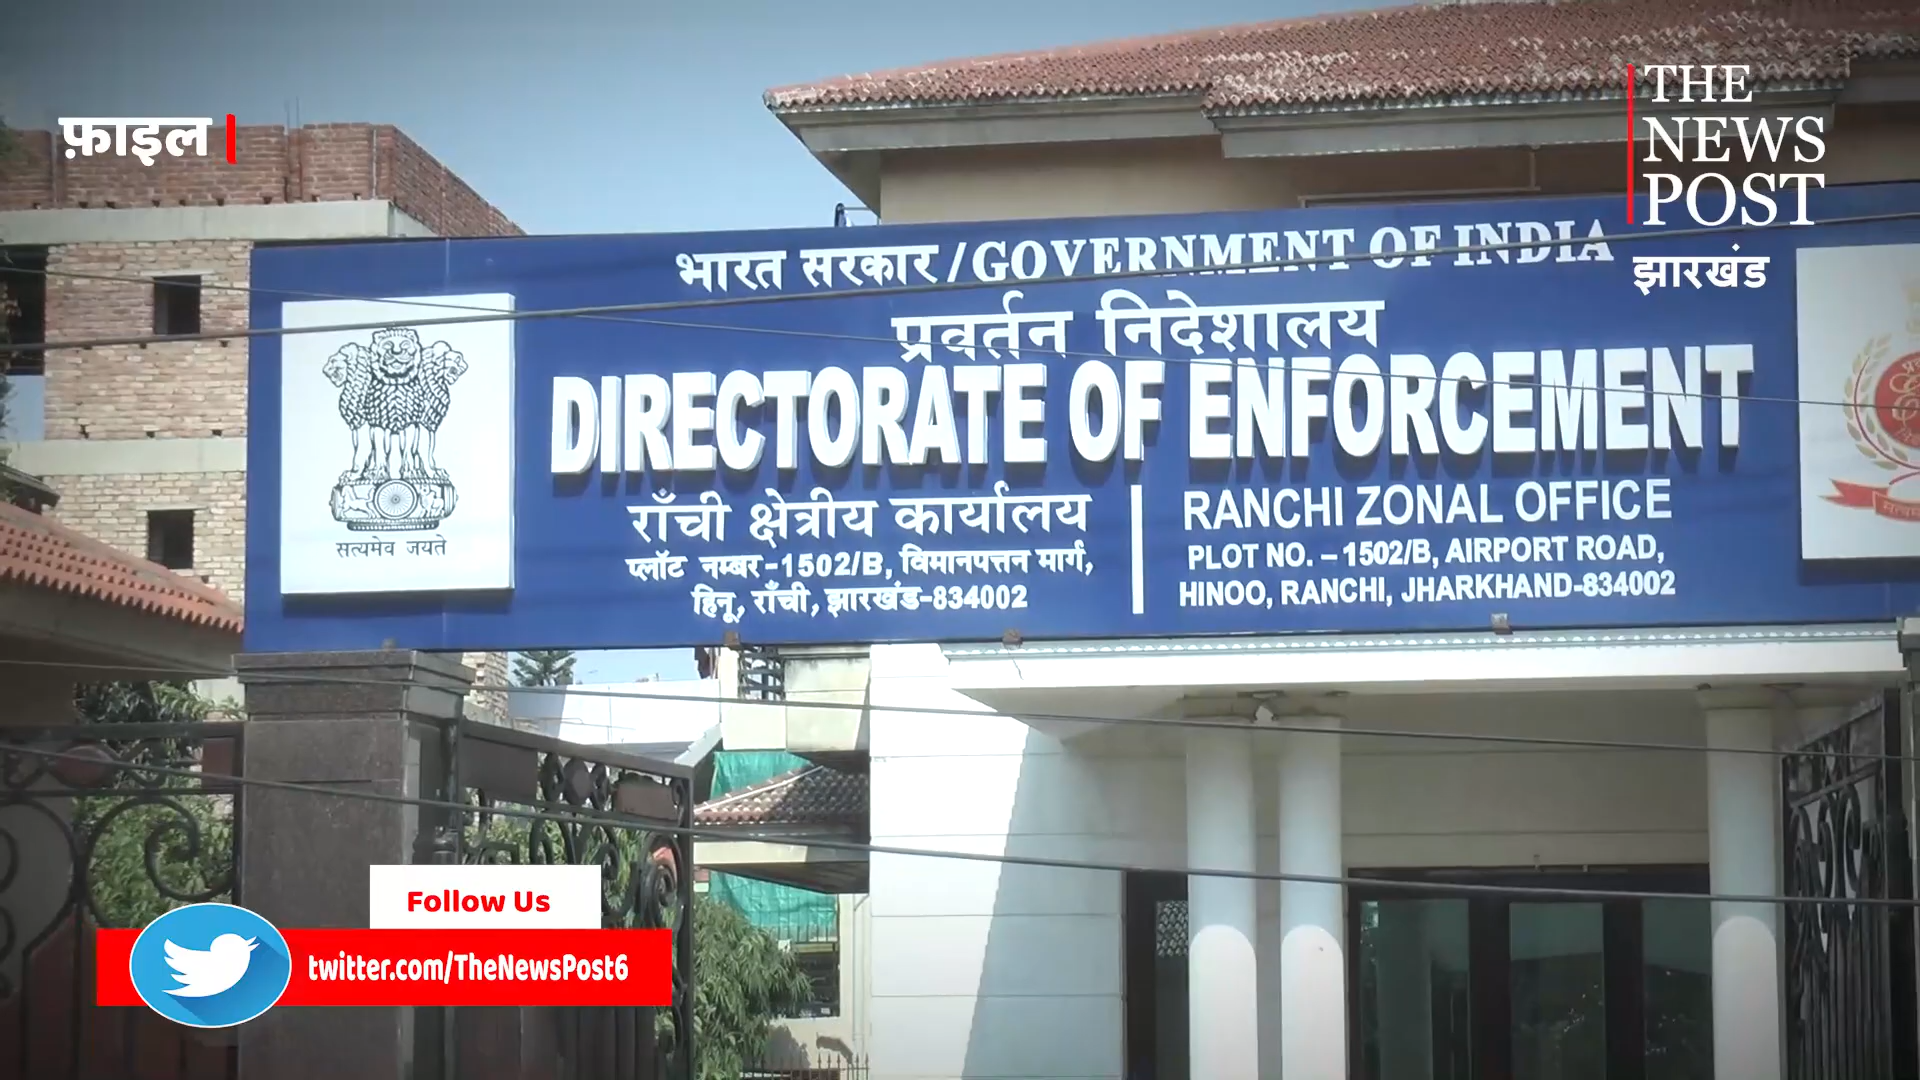 फ़ाइल
THE
NEWS
POST
झारखंड
भारत सरकार/GOVERNMENT OF INDIA
प्रवर्तन निदेशालय
DIRECTORATE OF ENFORCEMENT
सत्यमेव जयते
राँची क्षेत्रीय कार्यालय
प्लॉट नम्बर-1502/B, विमानपत्तन मार्ग,
हिनू, राँची, झारखंड-834002
RANCHI ZONAL OFFICE
PLOT NO. – 1502/B, AIRPORT ROAD,
HINOO, RANCHI, JHARKHAND-834002
Follow Us
twitter.com/TheNewsPost6